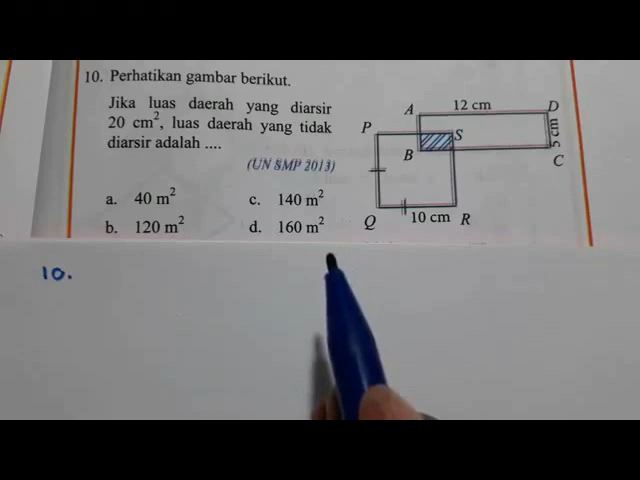 10. Perhatikan gambar berikut.
Jika luas daerah yang diarsir
20 cm², luas daerah yang tidak
diarsir adalah ....
(UN SMP 2013)
a. 40 m² c. 140 m²
b. 120 m² d. 160 m²
A 12 cm D
P S 5 cm
B C
Q 10 cm R
10.